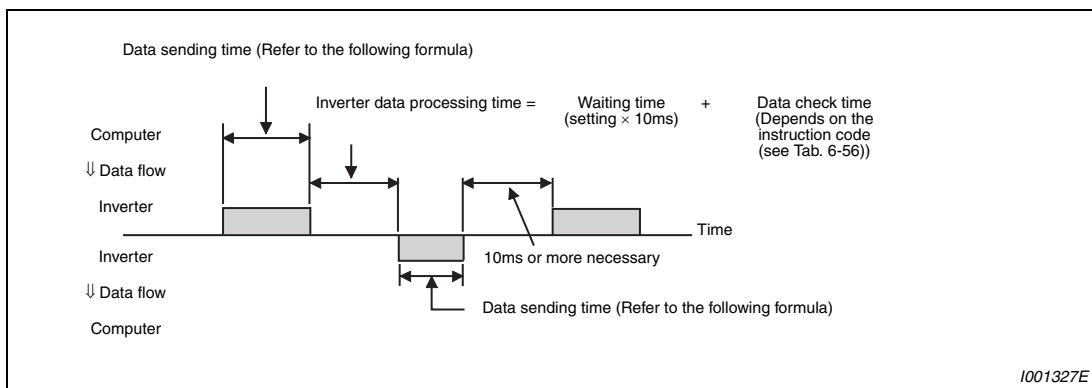 Data sending time (Refer to the following formula)
Inverter data processing time =
Waiting time
(setting × 10ms)
+
Data check time
(Depends on the
instruction code
(see Tab. 6-56))
Computer
⇓ Data flow
Inverter
Time
Inverter
⇓ Data flow
Computer
10ms or more necessary
Data sending time (Refer to the following formula)
I001327E